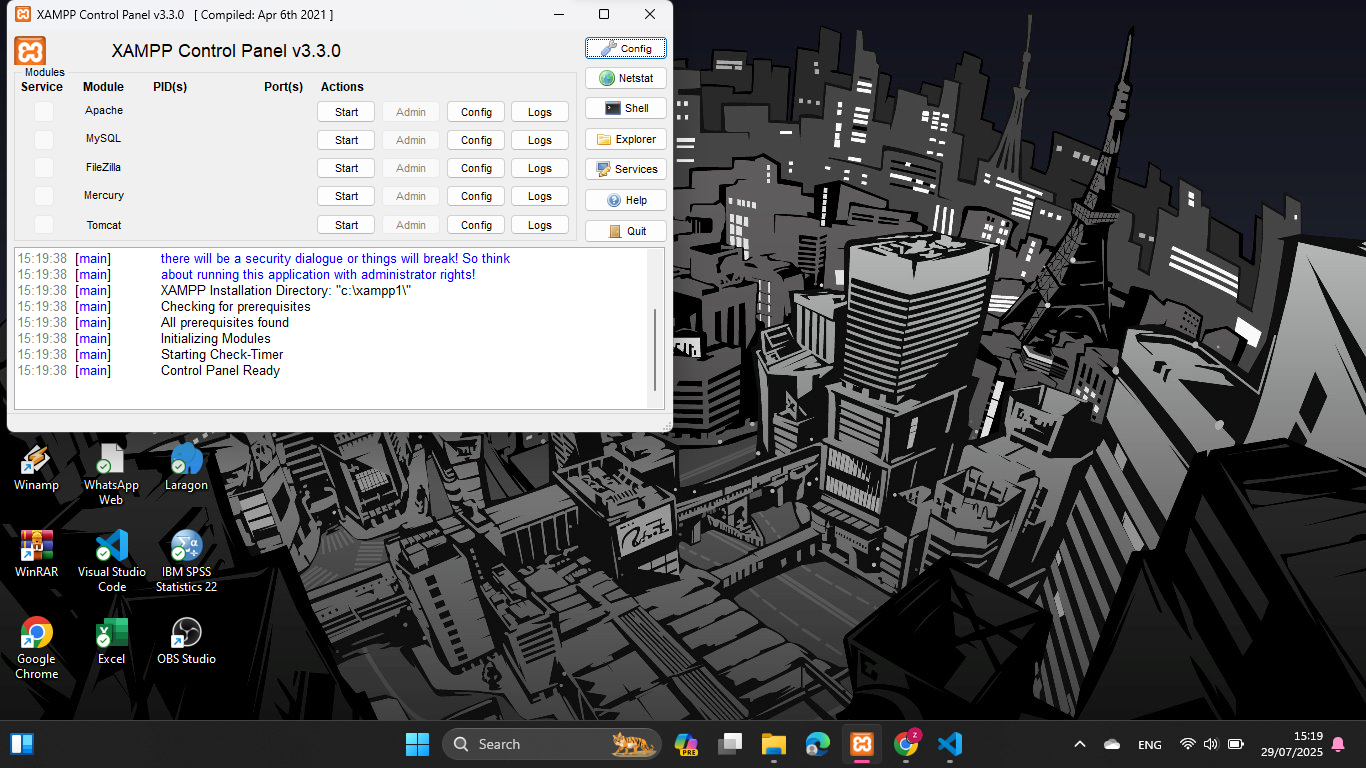 XAMPP Control Panel v3.3.0 [ Compiled: Apr 6th 2021 ]
XAMPP Control Panel v3.3.0
Config
Modules
Service Module PID(s) Port(s) Actions
Netstat
Apache Start Admin Config Logs
Shell
MySQL Start Admin Config Logs
Explorer
FileZilla Start Admin Config Logs
Services
Mercury Start Admin Config Logs
Help
Tomcat Start Admin Config Logs
Quit
15:19:38 [main] there will be a security dialogue or things will break! So think
15:19:38 [main] about running this application with administrator rights!
15:19:38 [main] XAMPP Installation Directory: "c:\xampp1\"
15:19:38 [main] Checking for prerequisites
15:19:38 [main] All prerequisites found
15:19:38 [main] Initializing Modules
15:19:38 [main] Starting Check-Timer
15:19:38 [main] Control Panel Ready
Winamp
WhatsApp
Web
Laragon
WinRAR
Visual Studio
Code
IBM SPSS
Statistics 22
Google
Chrome
Excel
OBS Studio
Search
PRE
z
ENG
15:19
29/07/2025